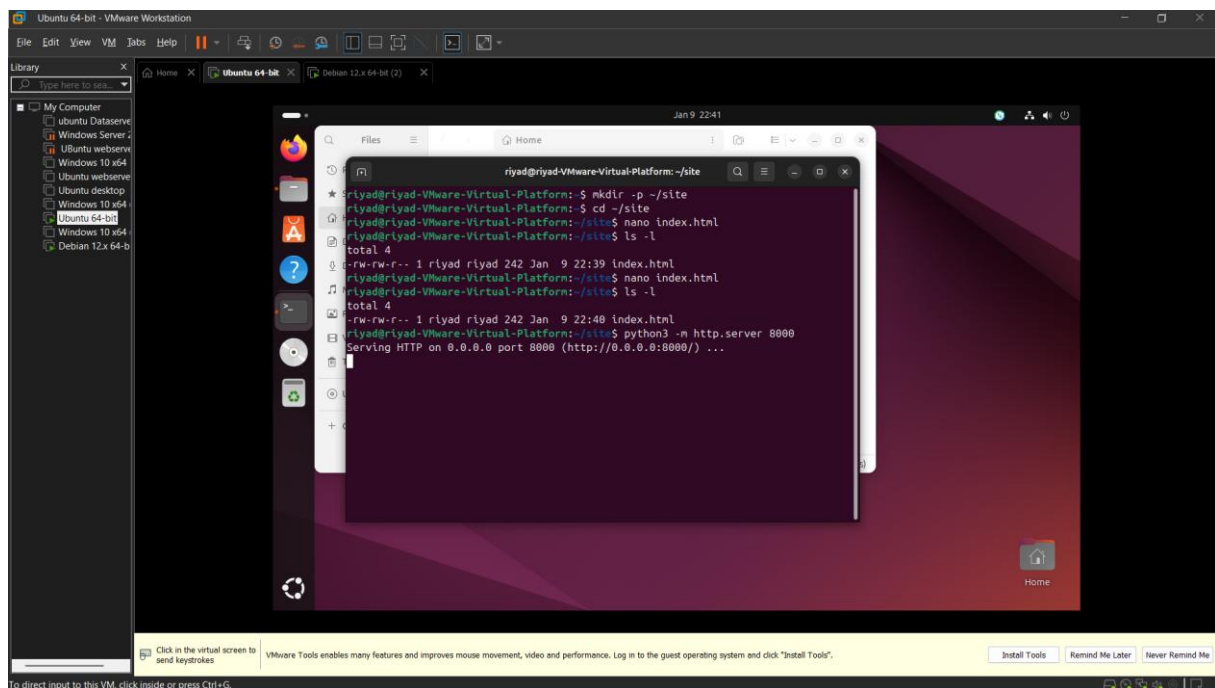 Ubuntu 64-bit - VMware Workstation
File Edit View VM Tabs Help
Library
Home
Ubuntu 64-bit
Debian 12.x 64-bit (2)
Type here to sea...
My Computer
ubuntu Dataserve
Windows Server 2
UBuntu webserve
Windows 10 x64
Ubuntu webserve
Ubuntu desktop
Windows 10 x64
Ubuntu 64-bit
Windows 10 x64
Debian 12.x 64-b
Jan 9 22:41
Files
Home
riyad@riyad-VMware-Virtual-Platform: ~/site
riyad@riyad-VMware-Virtual-Platform:~$ mkdir -p ~/site
riyad@riyad-VMware-Virtual-Platform:~$ cd ~/site
riyad@riyad-VMware-Virtual-Platform:~/site$ nano index.html
riyad@riyad-VMware-Virtual-Platform:~/site$ ls -l
total 4
-rw-rw-r-- 1 riyad riyad 242 Jan  9 22:39 index.html
riyad@riyad-VMware-Virtual-Platform:~/site$ nano index.html
riyad@riyad-VMware-Virtual-Platform:~/site$ ls -l
total 4
-rw-rw-r-- 1 riyad riyad 242 Jan  9 22:40 index.html
riyad@riyad-VMware-Virtual-Platform:~/site$ python3 -m http.server 8000
Serving HTTP on 0.0.0.0 port 8000 (http://0.0.0.0:8000/) ...
Home
Click in the virtual screen to
send keystrokes
VMware Tools enables many features and improves mouse movement, video and performance. Log in to the guest operating system and click "Install Tools".
Install Tools
Remind Me Later
Never Remind Me
To direct input to this VM, click inside or press Ctrl+G.